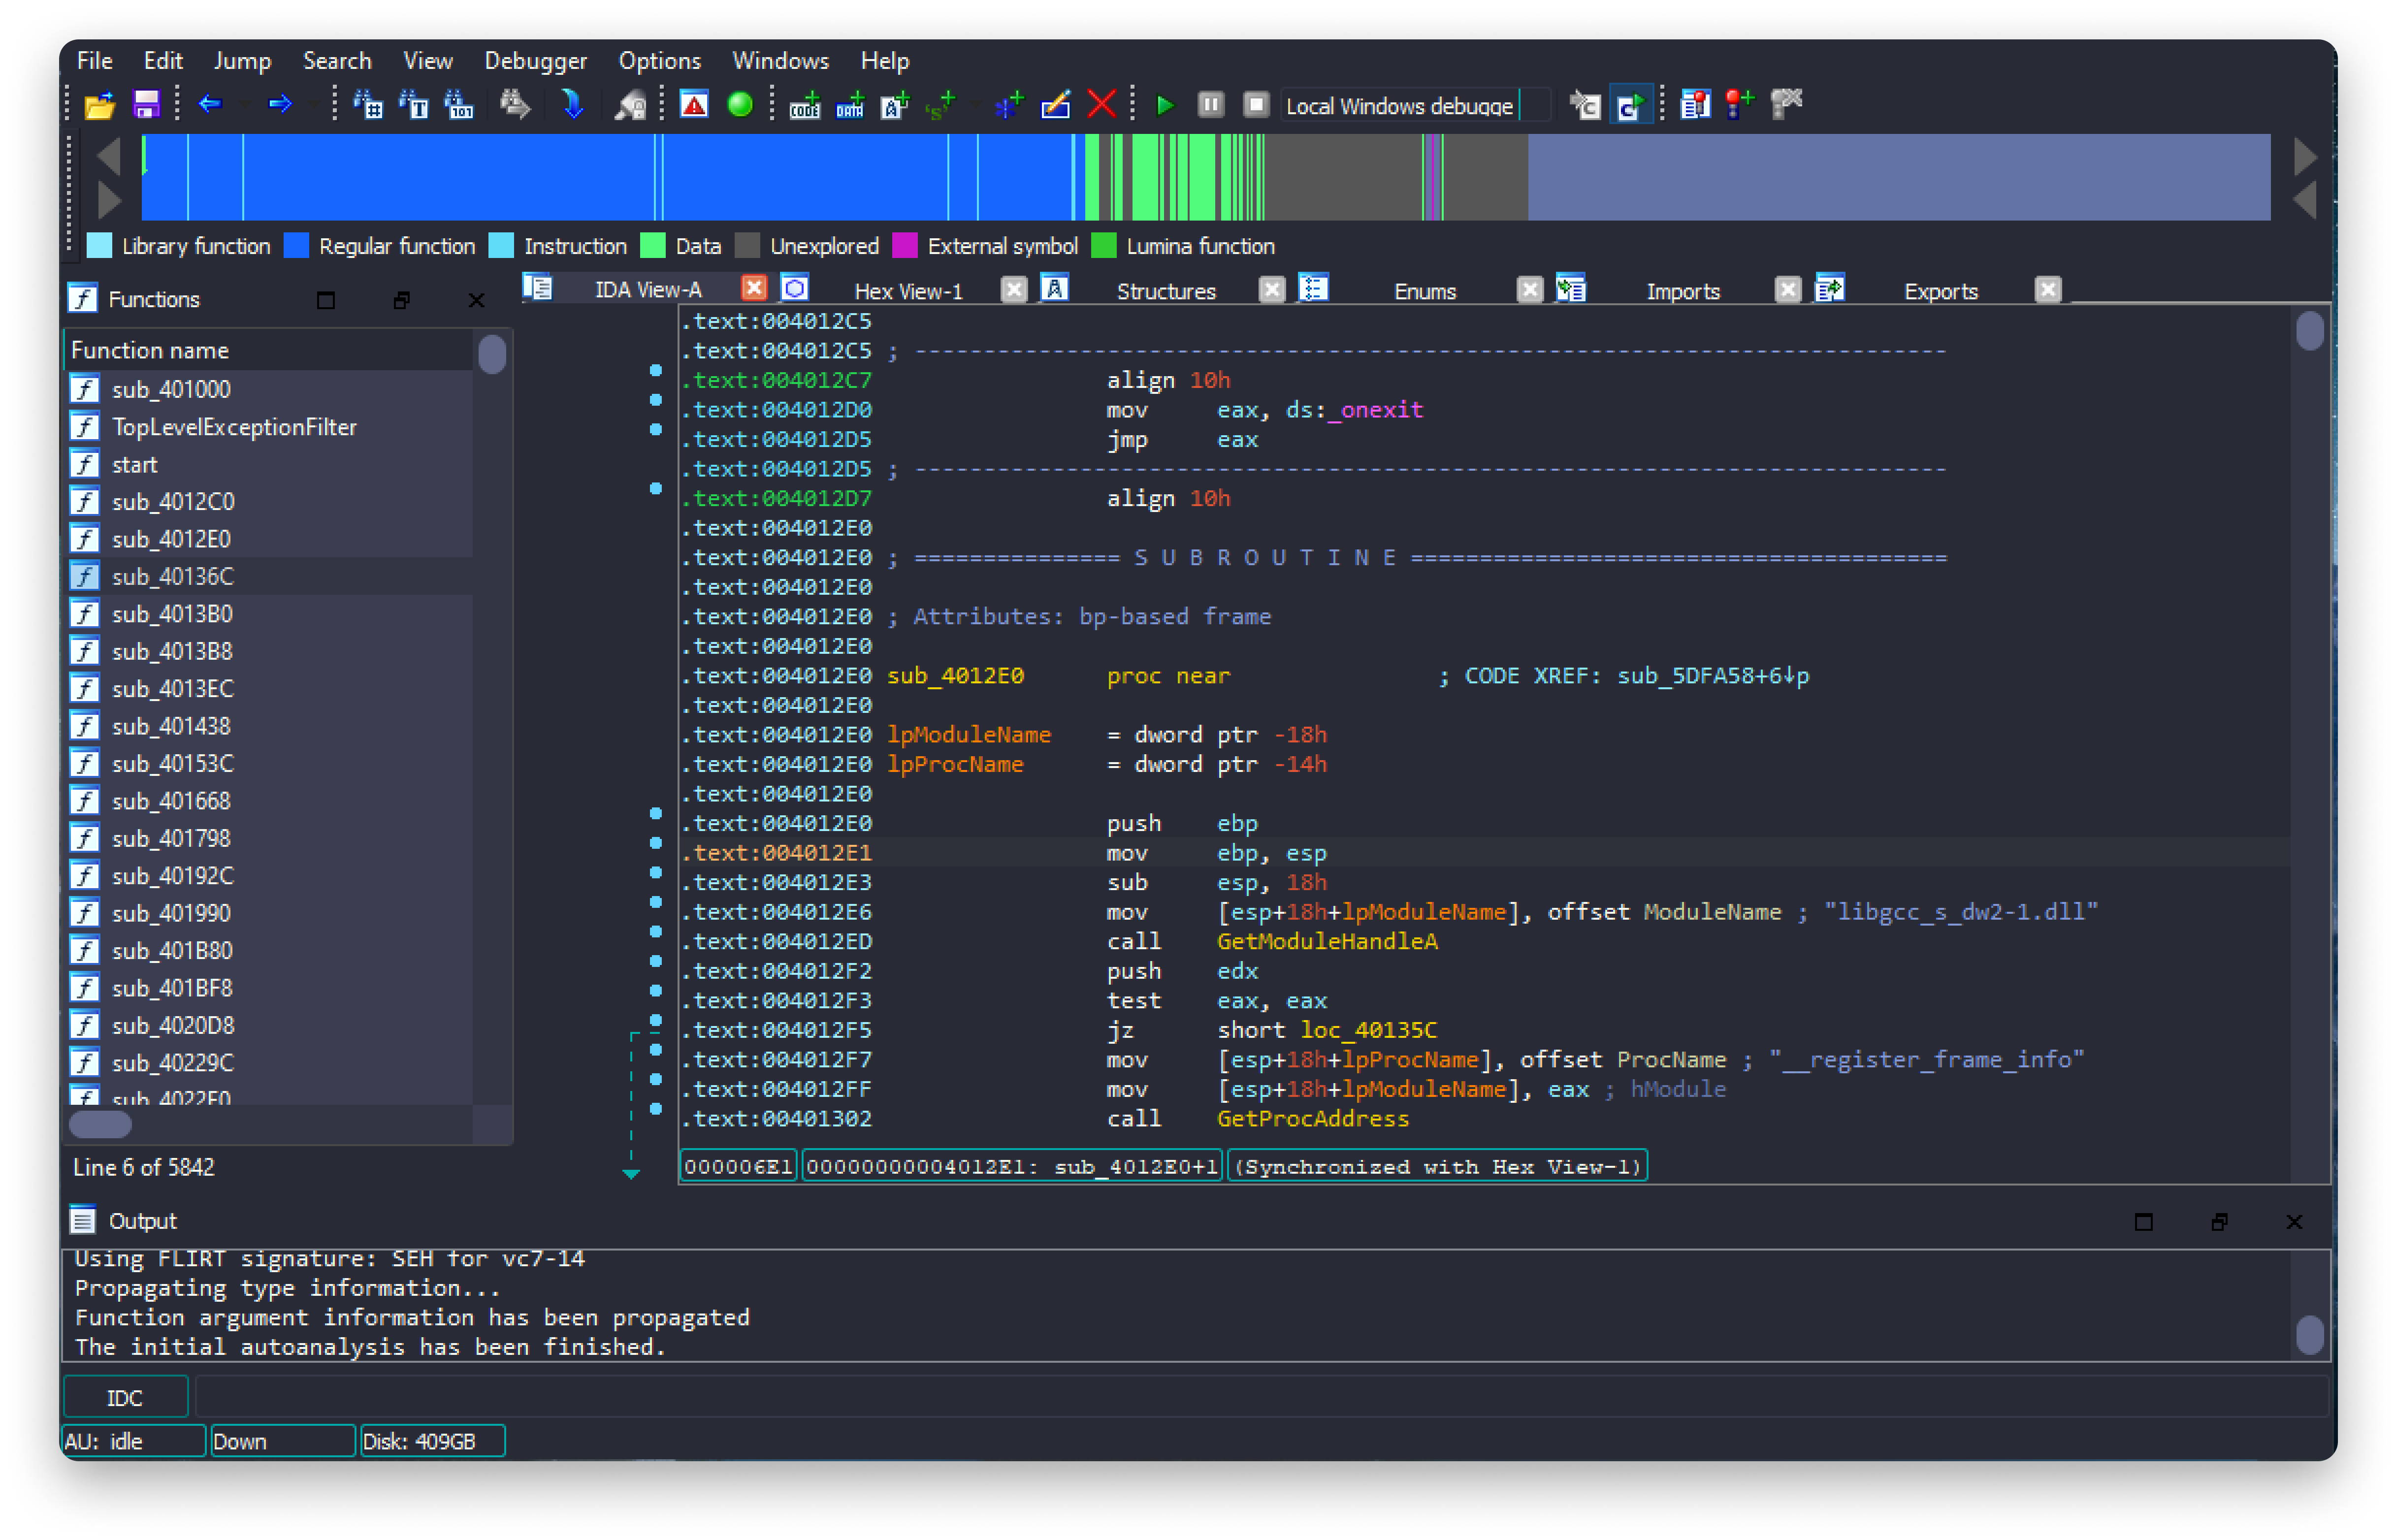 File Edit Jump Search View Debugger Options Windows Help
Local Windows debugge
Library function Regular function Instruction Data Unexplored External symbol Lumina function
Functions
Function name
sub_401000
TopLevelExceptionFilter
start
sub_4012C0
sub_4012E0
sub_40136C
sub_4013B0
sub_4013B8
sub_4013EC
sub_401438
sub_40153C
sub_401668
sub_401798
sub_40192C
sub_401990
sub_401B80
sub_401BF8
sub_4020D8
sub_40229C
sub_4022E0
Line 6 of 5842
IDA View-A Hex View-1 Structures Enums Imports Exports
.text:004012C5
.text:004012C5 ; ---------------------------------------------------------------------------
.text:004012C7 align 10h
.text:004012D0 mov eax, ds:_onexit
.text:004012D5 jmp eax
.text:004012D5 ; ---------------------------------------------------------------------------
.text:004012D7 align 10h
.text:004012E0
.text:004012E0 ; =============== S U B R O U T I N E =======================================
.text:004012E0
.text:004012E0 ; Attributes: bp-based frame
.text:004012E0
.text:004012E0 sub_4012E0 proc near ; CODE XREF: sub_5DFA58+6↓p
.text:004012E0
.text:004012E0 lpModuleName = dword ptr -18h
.text:004012E0 lpProcName = dword ptr -14h
.text:004012E0
.text:004012E0 push ebp
.text:004012E1 mov ebp, esp
.text:004012E3 sub esp, 18h
.text:004012E6 mov [esp+18h+lpModuleName], offset ModuleName ; "libgcc_s_dw2-1.dll"
.text:004012ED call GetModuleHandleA
.text:004012F2 push edx
.text:004012F3 test eax, eax
.text:004012F5 jz short loc_40135C
.text:004012F7 mov [esp+18h+lpProcName], offset ProcName ; "__register_frame_info"
.text:004012FF mov [esp+18h+lpModuleName], eax ; hModule
.text:00401302 call GetProcAddress
000006E1 00000000004012E1: sub_4012E0+1 (Synchronized with Hex View-1)
Output
Using FLIRT signature: SEH for vc7-14
Propagating type information...
Function argument information has been propagated
The initial autoanalysis has been finished.
IDC
AU: idle Down Disk: 409GB